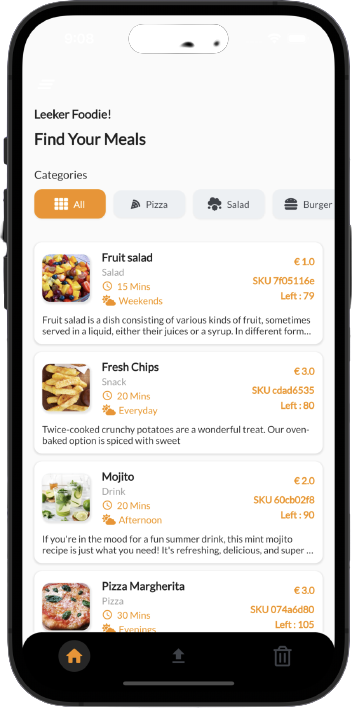 Leeker Foodie!
Find Your Meals
Categories
All
Pizza
Salad
Burger
Fruit salad
€ 1.0
Salad
15 Mins
SKU 7f05116e
Weekends
Left : 79
Fruit salad is a dish consisting of various kinds of fruit, sometimes
served in a liquid, either their juices or a syrup. In different form...
Fresh Chips
€ 3.0
Snack
20 Mins
SKU cdad6535
Everyday
Left : 80
Twice-cooked crunchy potatoes are a wonderful treat. Our oven-
baked option is spiced with sweet
Mojito
€ 2.0
Drink
20 Mins
SKU 60cb02f8
Afternoon
Left : 90
If you're in the mood for a fun summer drink, this mint mojito
recipe is just what you need! It's refreshing, delicious, and super ...
Pizza Margherita
€ 3.0
Pizza
30 Mins
SKU 074a6d80
Evenings
Left : 105